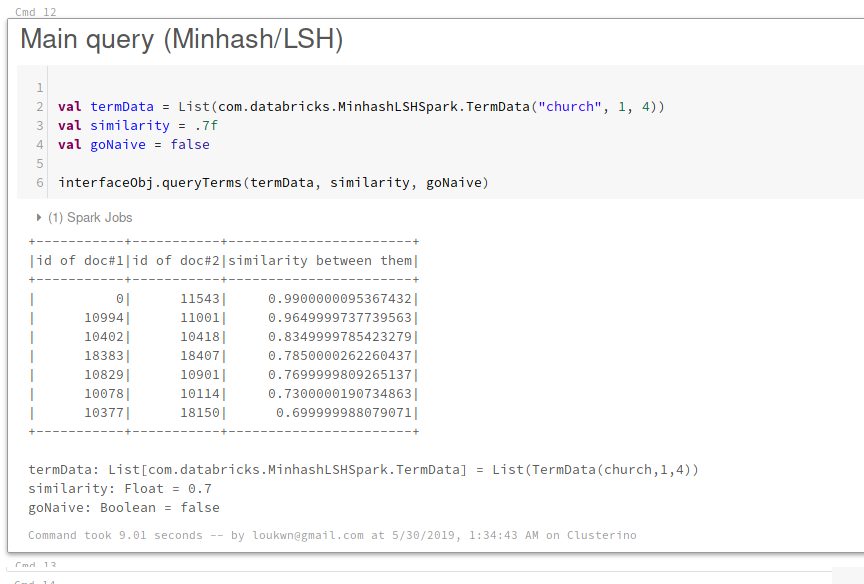 Cmd 12
Main query (Minhash/LSH)
1
2 val termData = List(com.databricks.MinhashLSHSpark.TermData("church", 1, 4))
3 val similarity = .7f
4 val goNaive = false
5
6 interfaceObj.queryTerms(termData, similarity, goNaive)
(1) Spark Jobs
+-----------+-----------+-----------------------+
|id of doc#1|id of doc#2|similarity between them|
+-----------+-----------+-----------------------+
|          0|      11543|     0.9900000095367432|
|      10994|      11001|     0.9649999737739563|
|      10402|      10418|     0.8349999785423279|
|      18383|      18407|     0.7850000262260437|
|      10829|      10901|     0.7699999809265137|
|      10078|      10114|     0.7300000190734863|
|      10377|      18150|      0.699999988079071|
+-----------+-----------+-----------------------+
termData: List[com.databricks.MinhashLSHSpark.TermData] = List(TermData(church,1,4))
similarity: Float = 0.7
goNaive: Boolean = false
Command took 9.01 seconds -- by loukwn@gmail.com at 5/30/2019, 1:34:43 AM on Clusterino
Cmd 13
Cmd 14